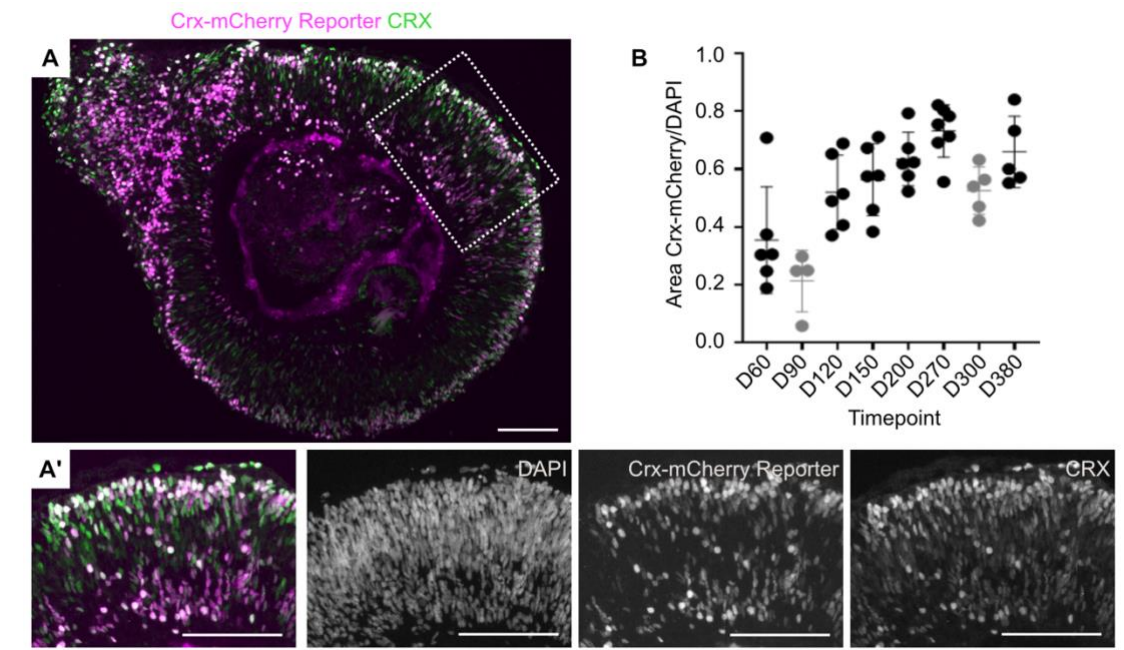 Crx-mCherry Reporter CRX
A
B
Area Crx-mCherry/DAPI
1.0
0.8
0.6
0.4
0.2
0.0
D60 D90 D120 D150 D200 D270 D300 D380
Timepoint
A'
DAPI
Crx-mCherry Reporter
CRX